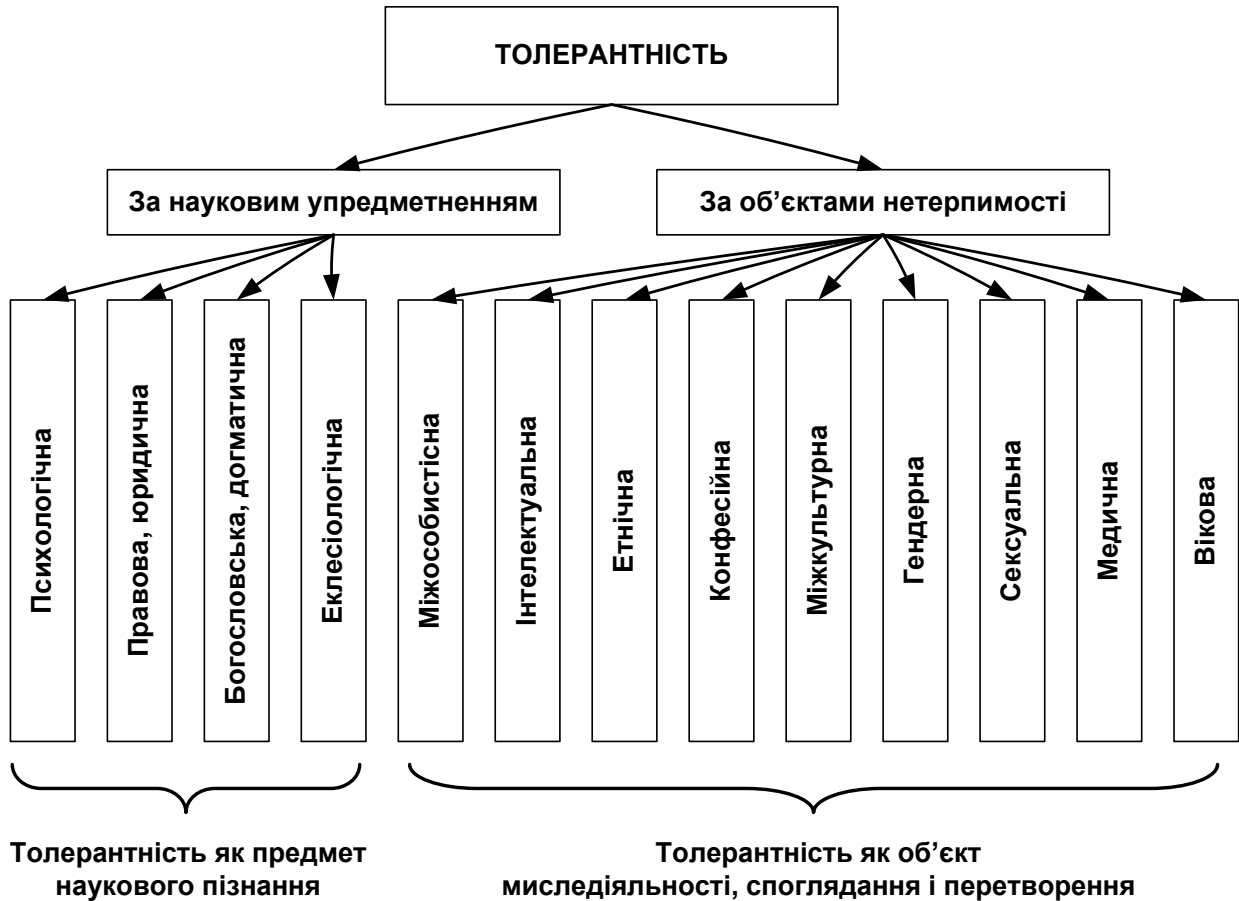 ТОЛЕРАНТНІСТЬ
За науковим упредметненням
За об’єктами нетерпимості
Психологічна
Правова, юридична
Богословська, догматична
Еклесіологічна
Міжособистісна
Інтелектуальна
Етнічна
Конфесійна
Міжкультурна
Гендерна
Сексуальна
Медична
Вікова
Толерантність як предмет
наукового пізнання
Толерантність як об’єкт
миследіяльності, споглядання і перетворення